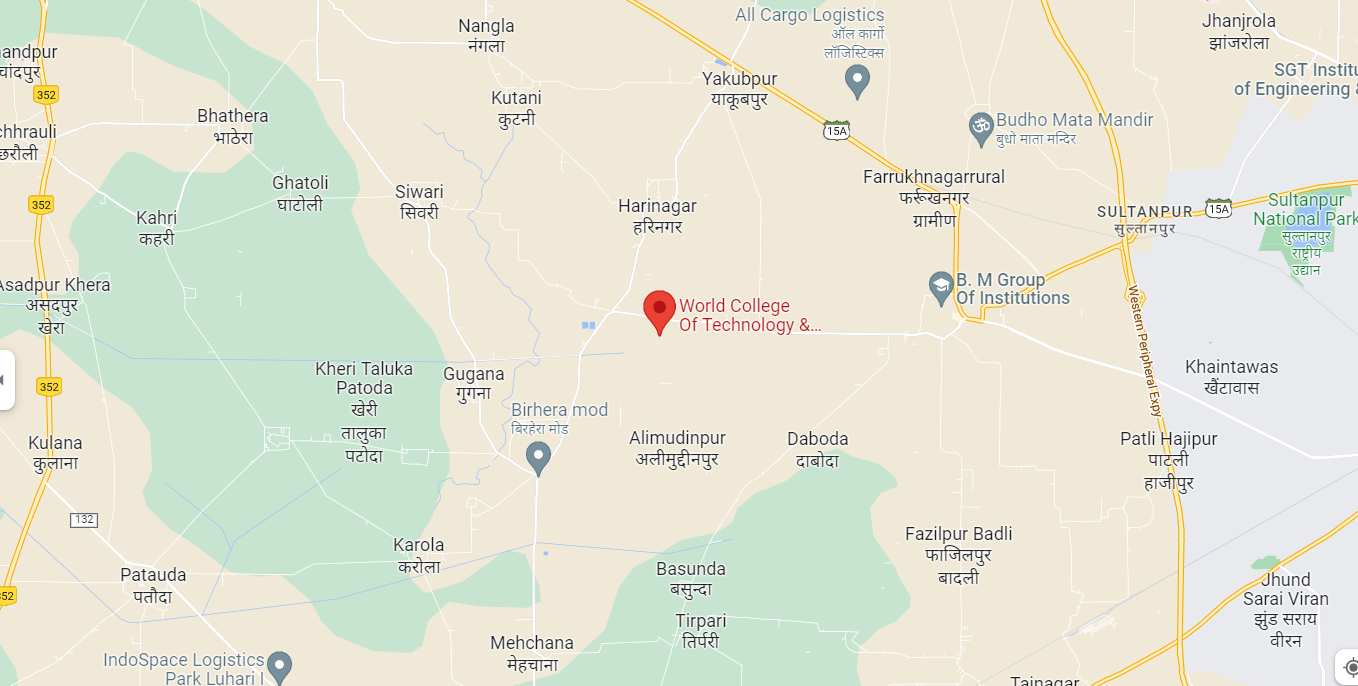 Nangla
नंगला
All Cargo Logistics
ऑल कार्गो
लॉजिस्टिक्स
Jhanjrola
झांजरोला
andpur
चांदपुर
352
Yakubpur
याकूबपुर
SGT Institu
of Engineering &
Kutani
कुटनी
Bhathera
भाठेरा
15A
Budho Mata Mandir
बुधो माता मन्दिर
chhrauli
छरौली
Ghatoli
घाटोली
Siwari
सिवरी
Farrukhnagarrural
फर्रूखनगर
ग्रामीण
352
Kahri
कहरी
Harinagar
हरिनगर
SULTANPUR
सुल्तानपुर
15A
Sultanpur
National Park
सुल्तानपुर
राष्ट्रीय
उद्यान
Asadpur Khera
असदपुर
खेरा
B. M Group
Of Institutions
World College
Of Technology &...
Western Peripheral Expy
352
Kheri Taluka
Patoda
खेरी
तालुका
पटोदा
Gugana
गुगना
Khaintawas
खैंटावास
Birhera mod
बिरहेरा मोड
Kulana
कुलाना
Alimudinpur
अलीमुद्दीनपुर
Daboda
दाबोदा
Patli Hajipur
पाटली
हाजीपुर
132
Karola
करोला
Fazilpur Badli
फाजिलपुर
बादली
Patauda
पतौदा
Basunda
बसुन्दा
Jhund
Sarai Viran
झुंड सराय
वीरन
352
Tirpari
तिर्परी
Mehchana
मेहचाना
IndoSpace Logistics
Park Luhari I
Tajnagar